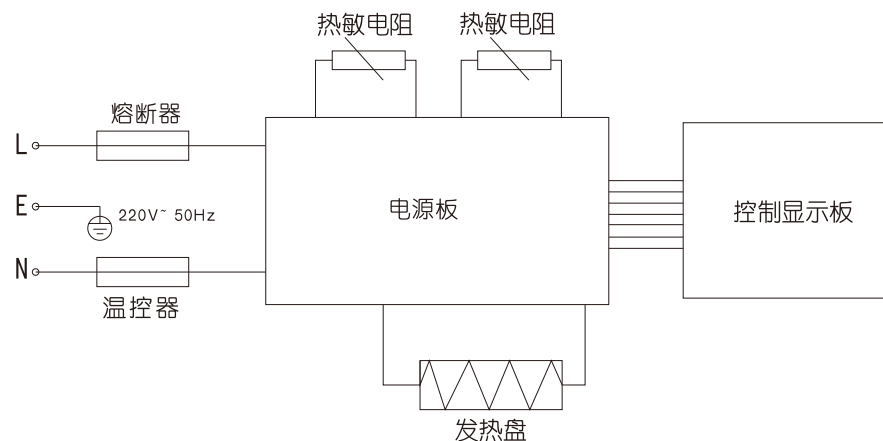 热敏电阻
热敏电阻
熔断器
L
E
220V~ 50Hz
电源板
控制显示板
N
温控器
发热盘